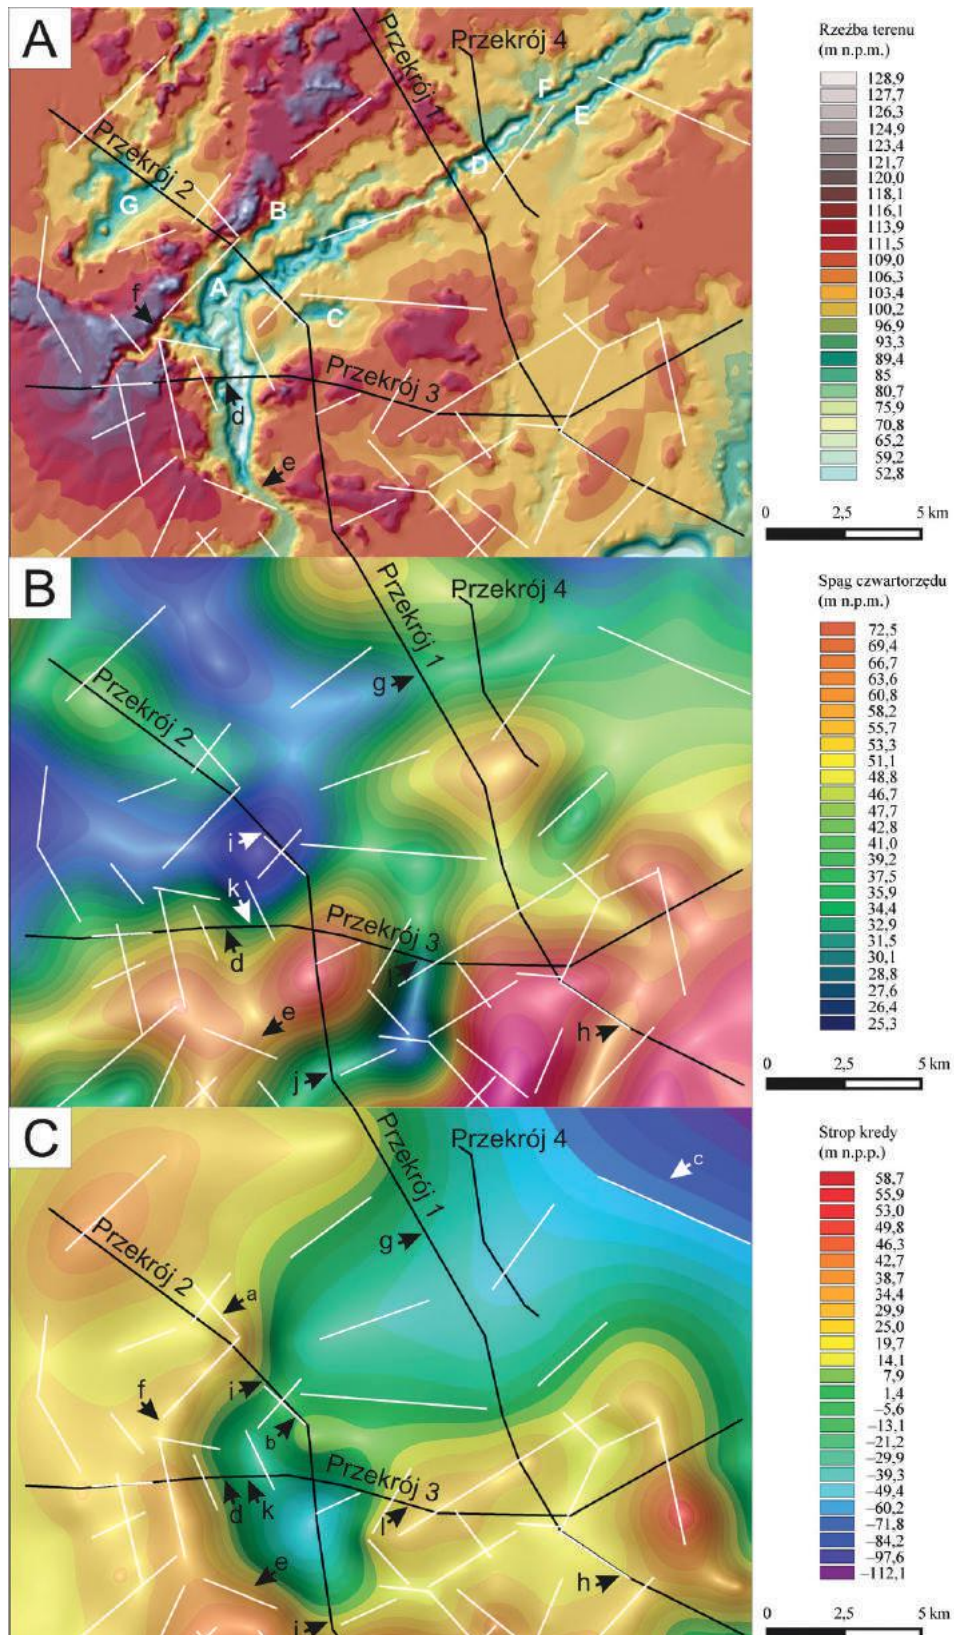 A
Przekrój 1
Przekrój 4
Przekrój 2
F
E
D
G
B
A
f
C
Przekrój 3
d
e
Rzeźba terenu
(m n.p.m.)
128,9
127,7
126,3
124,9
123,4
121,7
120,0
118,1
116,1
113,9
111,5
109,0
106,3
103,4
100,2
96,9
93,3
89,4
85
80,7
75,9
70,8
65,2
59,2
52,8
0 2,5 5 km
B
Przekrój 1
Przekrój 4
g
Przekrój 2
i
k
Przekrój 3
d
l
e
h
j
Spąg czwartorzędu
(m n.p.m.)
72,5
69,4
66,7
63,6
60,8
58,2
55,7
53,3
51,1
48,8
46,7
47,7
42,8
41,0
39,2
37,5
35,9
34,4
32,9
31,5
30,1
28,8
27,6
26,4
25,3
0 2,5 5 km
C
Przekrój 1
Przekrój 4
c
g
Przekrój 2
a
i
f
b
Przekrój 3
d
k
l
e
h
j
Strop kredy
(m n.p.p.)
58,7
55,9
53,0
49,8
46,3
42,7
38,7
34,4
29,9
25,0
19,7
14,1
7,9
1,4
–5,6
–13,1
–21,2
–29,9
–39,3
–49,4
–60,2
–71,8
–84,2
–97,6
–112,1
0 2,5 5 km